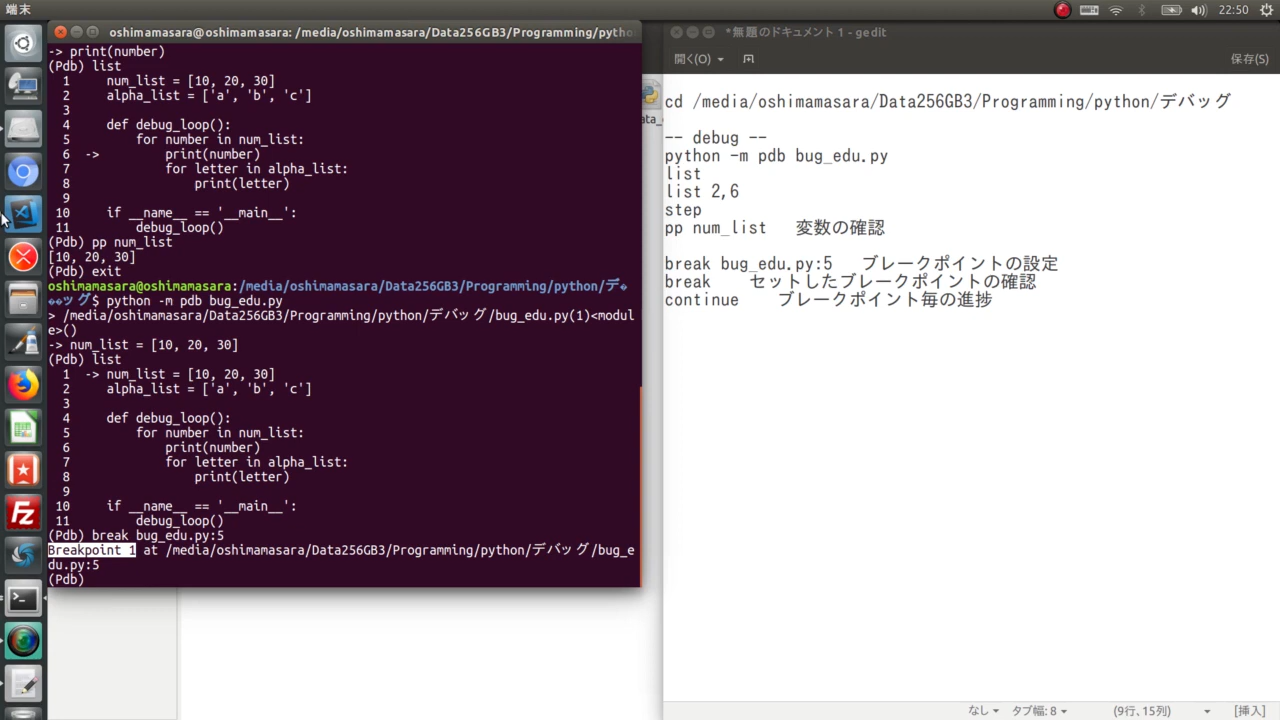 端末
22:50
oshimamasara@oshimamasara: /media/oshimamasara/Data256GB3/Programming/pytho
-> print(number)
(Pdb) list
  1     num_list = [10, 20, 30]
  2     alpha_list = ['a', 'b', 'c']
  3
  4     def debug_loop():
  5         for number in num_list:
  6  ->         print(number)
  7             for letter in alpha_list:
  8                 print(letter)
  9
 10     if __name__ == '__main__':
 11         debug_loop()
(Pdb) pp num_list
[10, 20, 30]
(Pdb) exit
oshimamasara@oshimamasara:/media/oshimamasara/Data256GB3/Programming/python/デ�
��ッグ$ python -m pdb bug_edu.py
> /media/oshimamasara/Data256GB3/Programming/python/デバッグ/bug_edu.py(1)<modul
e>()
-> num_list = [10, 20, 30]
(Pdb) list
  1  -> num_list = [10, 20, 30]
  2     alpha_list = ['a', 'b', 'c']
  3
  4     def debug_loop():
  5         for number in num_list:
  6             print(number)
  7             for letter in alpha_list:
  8                 print(letter)
  9
 10     if __name__ == '__main__':
 11         debug_loop()
(Pdb) break bug_edu.py:5
Breakpoint 1 at /media/oshimamasara/Data256GB3/Programming/python/デバッグ/bug_e
du.py:5
(Pdb)
*無題のドキュメント 1 - gedit
開く(O)
保存(S)
cd /media/oshimamasara/Data256GB3/Programming/python/デバッグ
-- debug --
python -m pdb bug_edu.py
list
list 2,6
step
pp num_list　変数の確認
break bug_edu.py:5　ブレークポイントの設定
break　セットしたブレークポイントの確認
continue　ブレークポイント毎の進捗
なし
タブ幅: 8
(9行、15列)
[挿入]